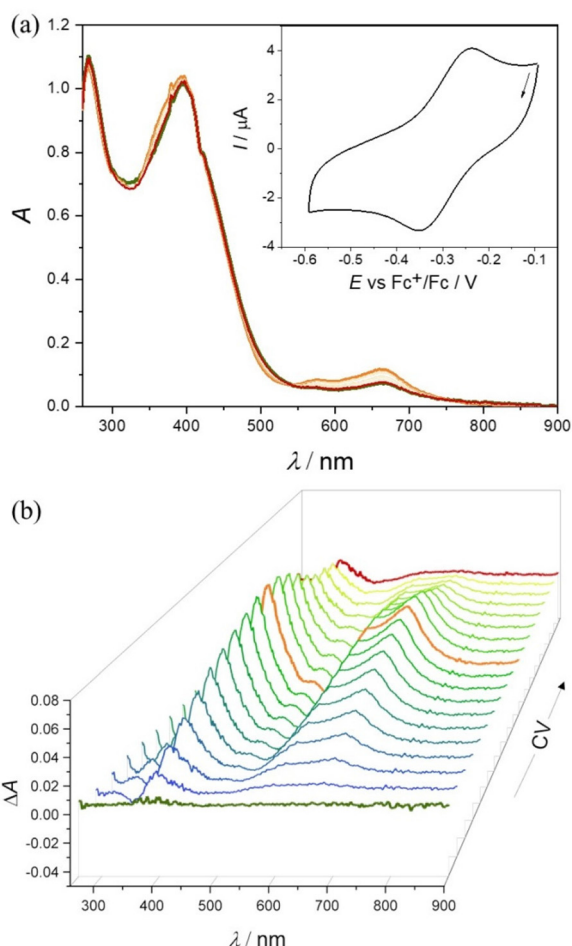 (a)
1.2
1.0
0.8
0.6
0.4
0.2
0.0
A
300 400 500 600 700 800 900
λ / nm
4
2
0
-2
-4
I / μA
-0.6 -0.5 -0.4 -0.3 -0.2 -0.1
E vs Fc+/Fc / V
(b)
0.08
0.06
0.04
0.02
0.00
-0.02
-0.04
ΔA
CV
300 400 500 600 700 800 900
λ / nm